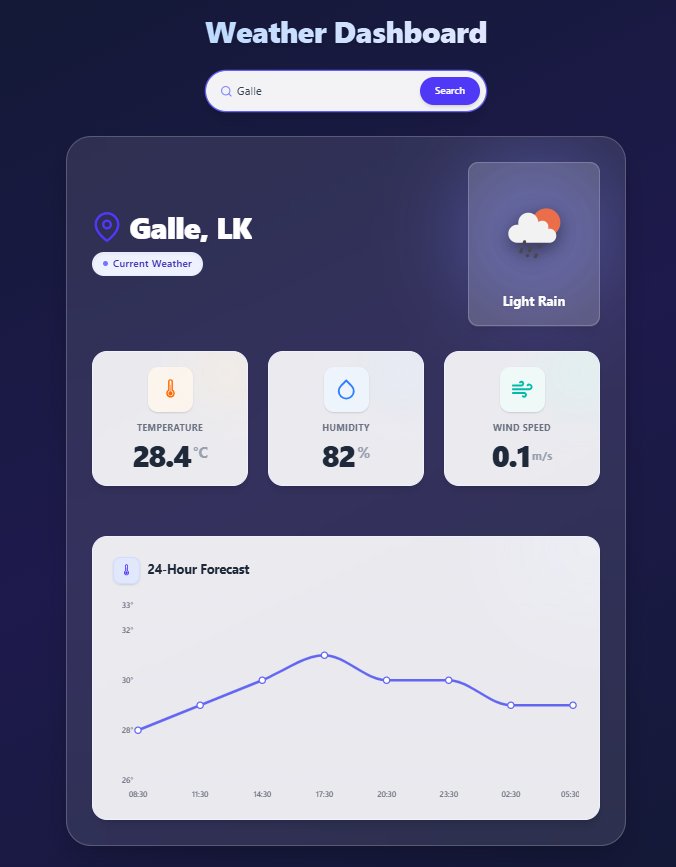 Weather Dashboard
Galle
Search
Galle, LK
Current Weather
Light Rain
TEMPERATURE
28.4°C
HUMIDITY
82%
WIND SPEED
0.1m/s
24-Hour Forecast
33°
32°
30°
28°
26°
08:30 11:30 14:30 17:30 20:30 23:30 02:30 05:30